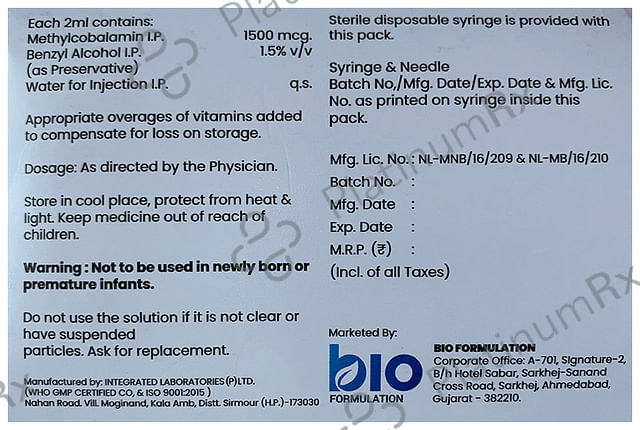 Each 2ml contains:
Methylcobalamin I.P. 1500 mcg.
Benzyl Alcohol I.P. 1.5% v/v
(as Preservative)
Water for Injection I.P. q.s.
Appropriate overages of vitamins added
to compensate for loss on storage.
Dosage: As directed by the Physician.
Store in cool place, protect from heat &
light. Keep medicine out of reach of
children.
Warning : Not to be used in newly born or
premature infants.
Do not use the solution if it is not clear or
have suspended
particles. Ask for replacement.
Manufactured by: INTEGRATED LABORATORIES (P) LTD.
(WHO GMP CERTIFIED CO, & ISO 9001:2015 )
Nahan Road. Vill. Moginand, Kala Amb, Distt. Sirmour (H.P.)-173030
Sterile disposable syringe is provided with
this pack.
Syringe & Needle
Batch No,/Mfg. Date/Exp. Date & Mfg. Lic.
No. as printed on syringe inside this
pack.
Mfg. Lic. No. : NL-MNB/16/209 & NL-MB/16/210
Batch No. :
Mfg. Date :
Exp. Date :
M.R.P. (₹) :
(Incl. of all Taxes)
Marketed By:
bio
FORMULATION
BIO FORMULATION
Corporate Office: A-701, Signature-2,
B/h Hotel Sabar, Sarkhej-Sanand
Cross Road, Sarkhej, Ahmedabad,
Gujarat - 382210.
PlatinumRx
PlatinumRx